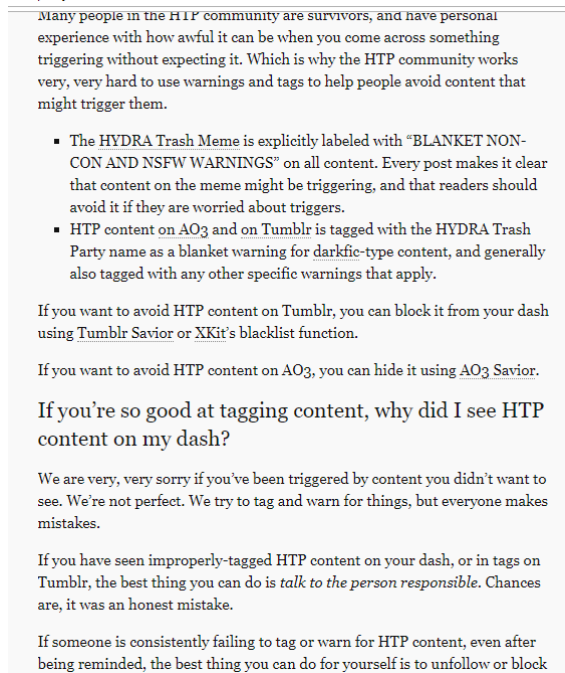 Many people in the HTP community are survivors, and have personal
experience with how awful it can be when you come across something
triggering without expecting it. Which is why the HTP community works
very, very hard to use warnings and tags to help people avoid content that
might trigger them.
▪ The HYDRA Trash Meme is explicitly labeled with “BLANKET NON-
CON AND NSFW WARNINGS” on all content. Every post makes it clear
that content on the meme might be triggering, and that readers should
avoid it if they are worried about triggers.
▪ HTP content on AO3 and on Tumblr is tagged with the HYDRA Trash
Party name as a blanket warning for darkfic-type content, and generally
also tagged with any other specific warnings that apply.
If you want to avoid HTP content on Tumblr, you can block it from your dash
using Tumblr Savior or XKit’s blacklist function.
If you want to avoid HTP content on AO3, you can hide it using AO3 Savior.
If you’re so good at tagging content, why did I see HTP
content on my dash?
We are very, very sorry if you’ve been triggered by content you didn’t want to
see. We’re not perfect. We try to tag and warn for things, but everyone makes
mistakes.
If you have seen improperly-tagged HTP content on your dash, or in tags on
Tumblr, the best thing you can do is talk to the person responsible. Chances
are, it was an honest mistake.
If someone is consistently failing to tag or warn for HTP content, even after
being reminded, the best thing you can do for yourself is to unfollow or block